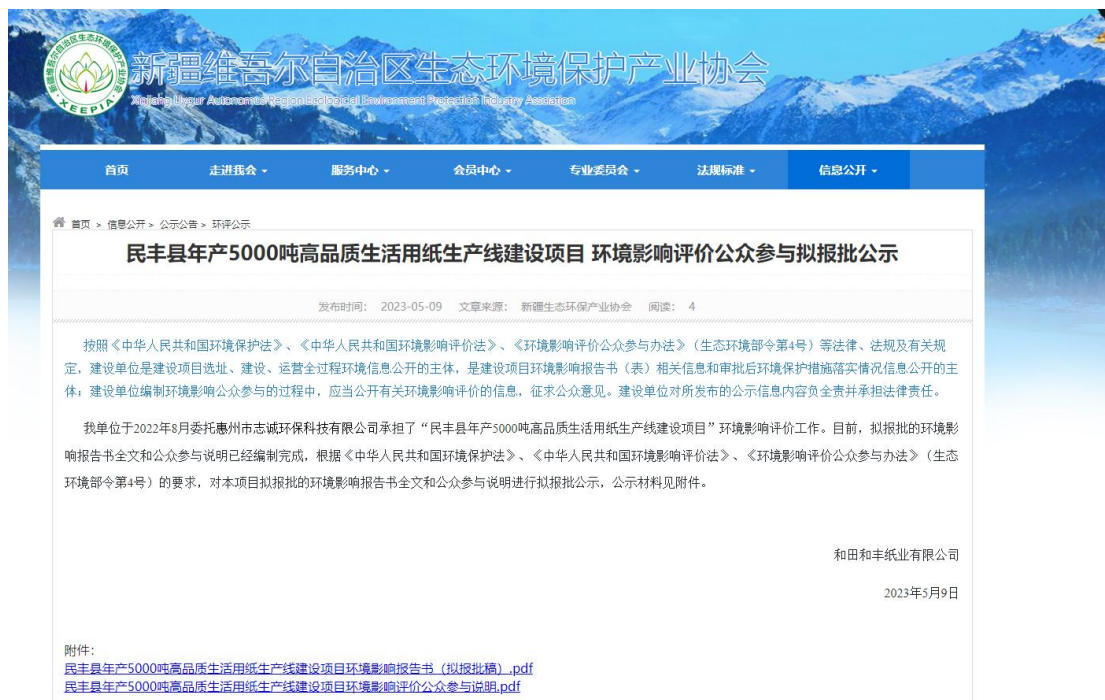 新疆维吾尔自治区生态环境保护产业协会
Xinjiang Uygur Autonomous Region Ecological Environment Protection Industry Association
XEEPIA
首页 走进我会 服务中心 会员中心 专业委员会 法规标准 信息公开
首页 > 信息公开 > 公示公告 > 环评公示
民丰县年产5000吨高品质生活用纸生产线建设项目 环境影响评价公众参与拟报批公示
发布时间: 2023-05-09 文章来源: 新疆生态环保产业协会 阅读: 4
按照《中华人民共和国环境保护法》、《中华人民共和国环境影响评价法》、《环境影响评价公众参与办法》(生态环境部令第4号)等法律、法规及有关规
定,建设单位是建设项目选址、建设、运营全过程环境信息公开的主体,是建设项目环境影响报告书(表)相关信息和审批后环境保护措施落实情况信息公开的主
体;建设单位编制环境影响公众参与的过程中,应当公开有关环境影响评价的信息,征求公众意见。建设单位对所发布的公示信息内容负全责并承担法律责任。
我单位于2022年8月委托惠州市志诚环保科技有限公司承担了“民丰县年产5000吨高品质生活用纸生产线建设项目”环境影响评价工作。目前,拟报批的环境影
响报告书全文和公众参与说明已经编制完成,根据《中华人民共和国环境保护法》、《中华人民共和国环境影响评价法》、《环境影响评价公众参与办法》(生态
环境部令第4号)的要求,对本项目拟报批的环境影响报告书全文和公众参与说明进行拟报批公示,公示材料见附件。
和田和丰纸业有限公司
2023年5月9日
附件:
民丰县年产5000吨高品质生活用纸生产线建设项目环境影响报告书(拟报批稿).pdf
民丰县年产5000吨高品质生活用纸生产线建设项目环境影响评价公众参与说明.pdf